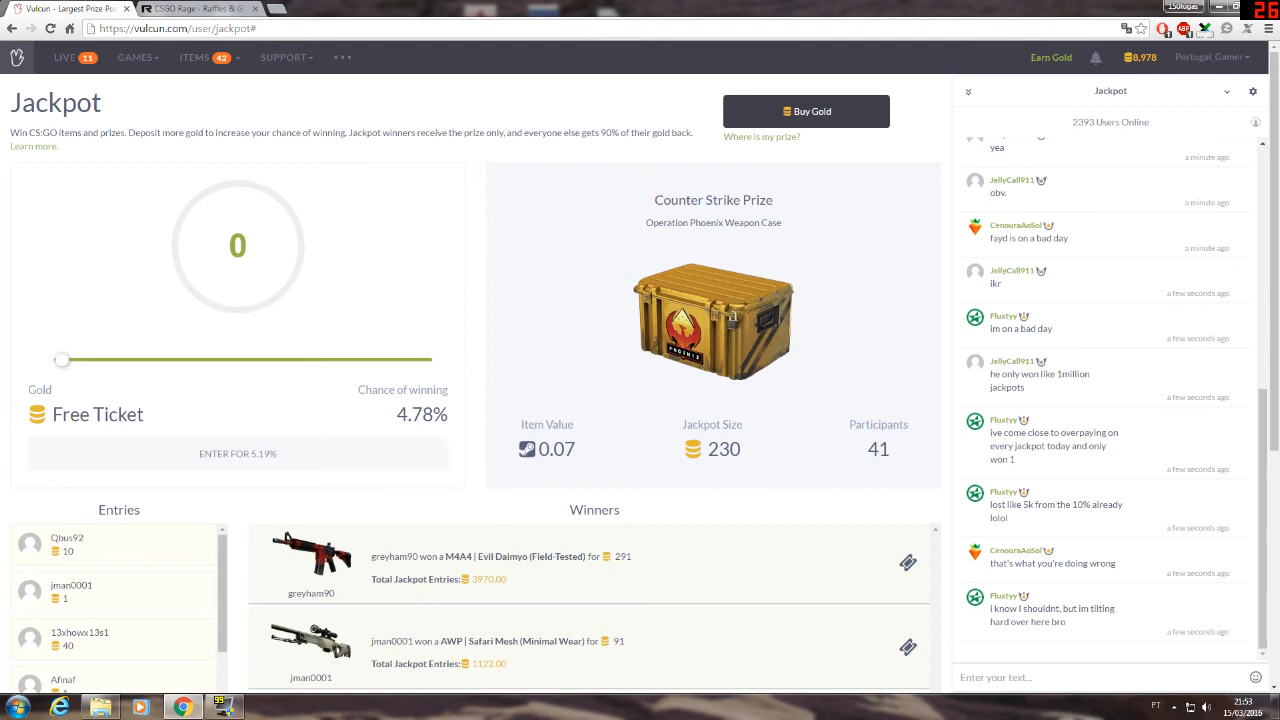 Vulcun - Largest Prize Po
CSGO Rage - Raffles & G
150fugas
26
https://vulcun.com/user/jackpot#
LIVE 11
GAMES
ITEMS 42
SUPPORT
Earn Gold
8,978
Portugal_Gamer
Jackpot
Win CS:GO items and prizes. Deposit more gold to increase your chance of winning. Jackpot winners receive the prize only, and everyone else gets 90% of their gold back.
Learn more.
Buy Gold
Where is my prize?
0
Gold
Chance of winning
Free Ticket
4.78%
ENTER FOR 5.19%
Counter Strike Prize
Operation Phoenix Weapon Case
PHOENIX
Item Value
Jackpot Size
Participants
0.07
230
41
Entries
Qbus92
10
jman0001
1
13xhowx13s1
40
Afinaf
Winners
greyham90 won a M4A4 | Evil Daimyo (Field-Tested) for 291
Total Jackpot Entries: 3970.00
greyham90
jman0001 won a AWP | Safari Mesh (Minimal Wear) for 91
Total Jackpot Entries: 1122.00
jman0001
Jackpot
2393 Users Online
yea
a minute ago
JellyCall911
obv.
a minute ago
CenouraAoSol
fayd is on a bad day
a minute ago
JellyCall911
ikr
a few seconds ago
Fluxtyy
im on a bad day
a few seconds ago
JellyCall911
he only won like 1million
jackpots
a few seconds ago
Fluxtyy
ive come close to overpaying on
every jackpot today and only
won 1
a few seconds ago
Fluxtyy
lost like 5k from the 10% already
lolol
a few seconds ago
CenouraAoSol
that's what you're doing wrong
a few seconds ago
Fluxtyy
i know I shouldnt, but im tilting
hard over here bro
a few seconds ago
Enter your text...
99
PT
21:53
15/03/2016